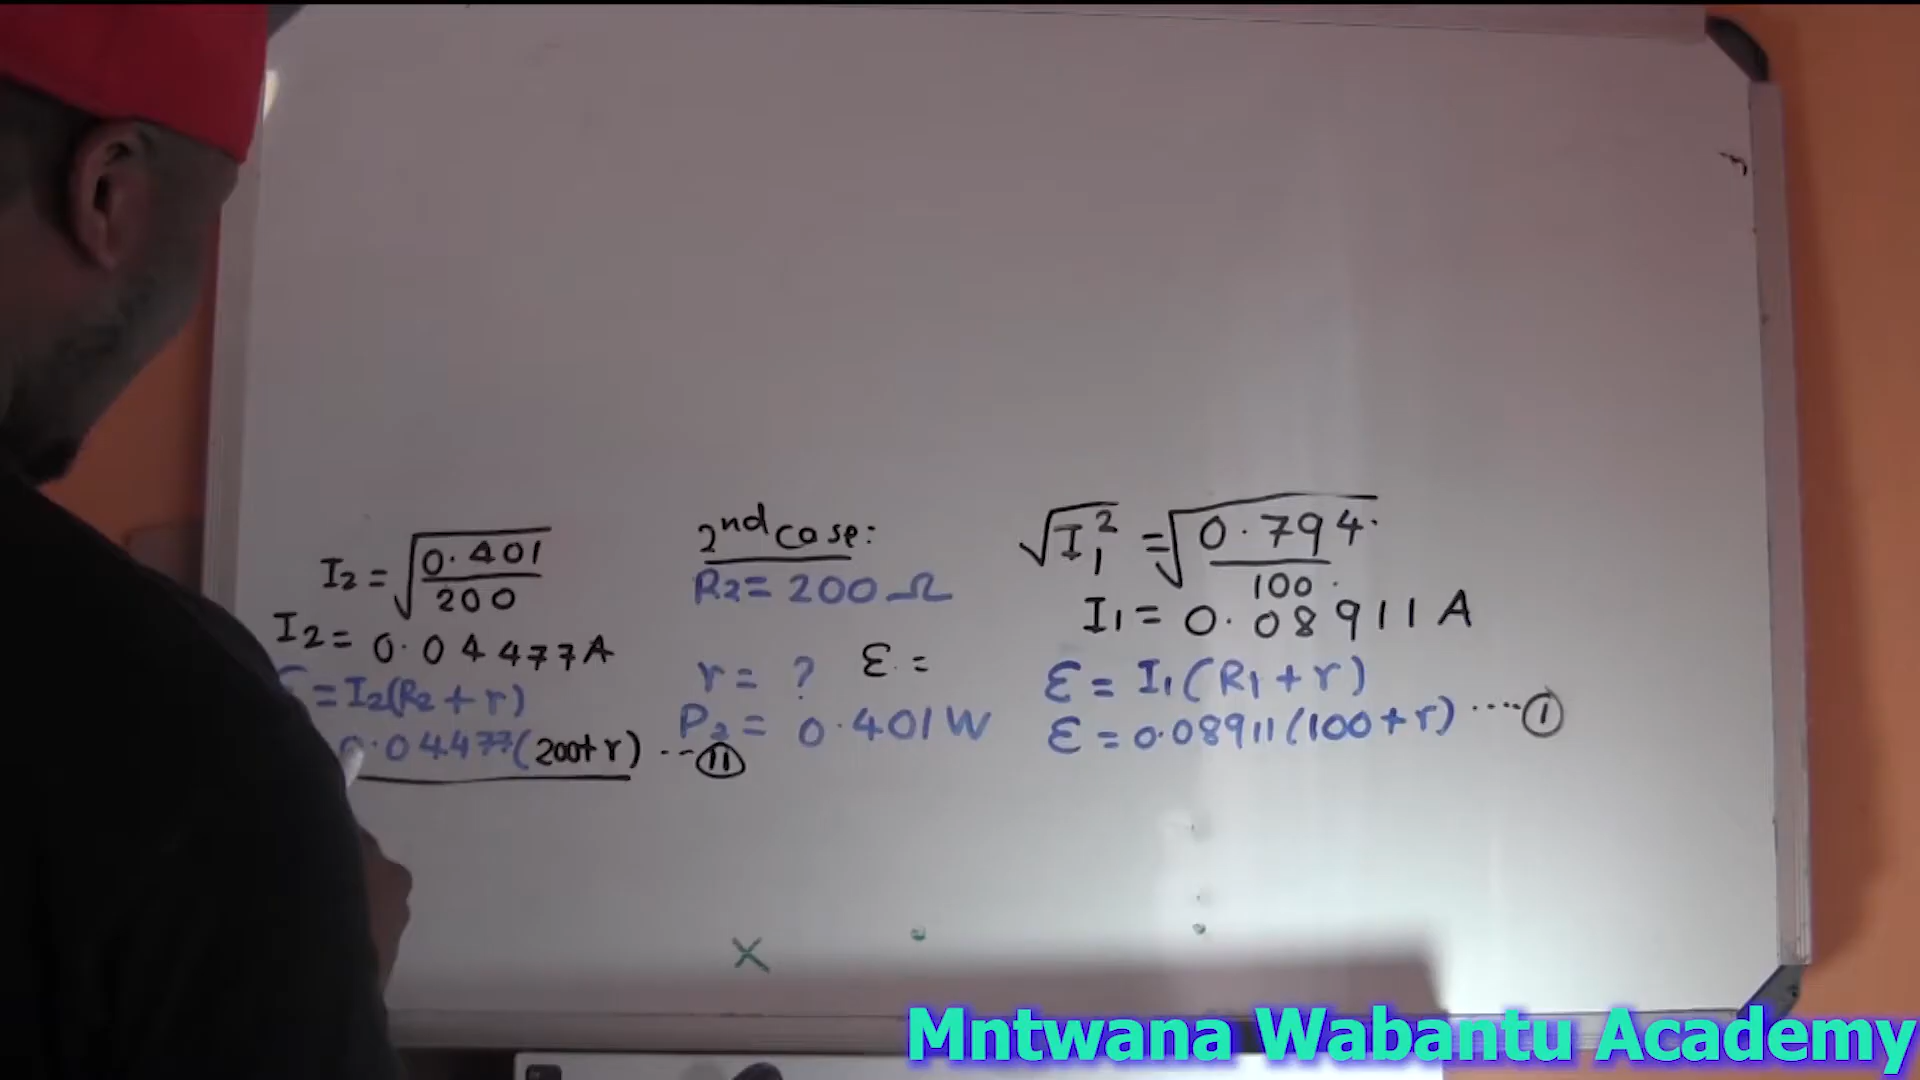 I₂ = √0.401/200
I₂ = 0.04477A
= I₂(R₂ + r)
0.04477(200+r) ... ⑪
2nd case:
R₂ = 200 Ω
r = ? ε =
P₂ = 0.401W
√I₁² = √0.794/100
I₁ = 0.08911 A
ε = I₁(R₁ + r)
ε = 0.08911(100+r) .... ①
X
Mntwana Wabantu Academy